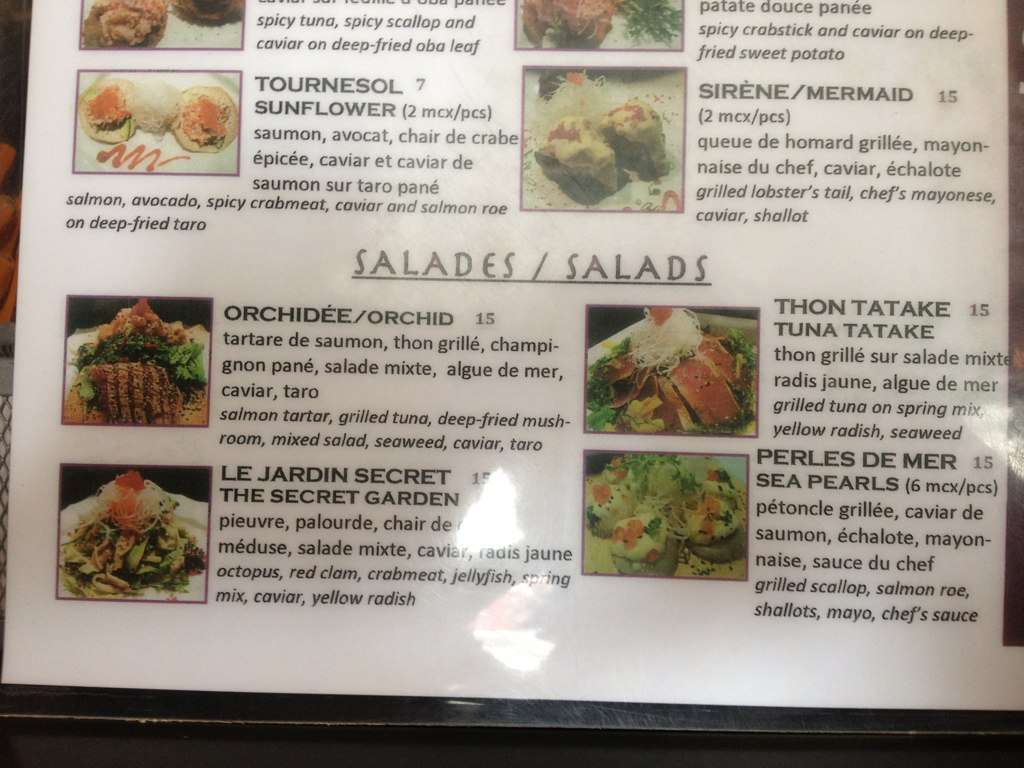 spicy tuna, spicy scallop and
caviar on deep-fried oba leaf
patate douce panée
spicy crabstick and caviar on deep-
fried sweet potato
TOURNESOL 7
SUNFLOWER (2 mcx/pcs)
saumon, avocat, chair de crabe
épicée, caviar et caviar de
saumon sur taro pané
salmon, avocado, spicy crabmeat, caviar and salmon roe
on deep-fried taro
SIRÈNE/MERMAID 15
(2 mcx/pcs)
queue de homard grillée, mayon-
naise du chef, caviar, échalote
grilled lobster's tail, chef's mayonese,
caviar, shallot
SALADES / SALADS
ORCHIDÉE/ORCHID 15
tartare de saumon, thon grillé, champi-
gnon pané, salade mixte, algue de mer,
caviar, taro
salmon tartar, grilled tuna, deep-fried mush-
room, mixed salad, seaweed, caviar, taro
THON TATAKE 15
TUNA TATAKE
thon grillé sur salade mixte
radis jaune, algue de mer
grilled tuna on spring mix,
yellow radish, seaweed
LE JARDIN SECRET 15
THE SECRET GARDEN
pieuvre, palourde, chair de
méduse, salade mixte, caviar, radis jaune
octopus, red clam, crabmeat, jellyfish, spring
mix, caviar, yellow radish
PERLES DE MER 15
SEA PEARLS (6 mcx/pcs)
pétoncle grillée, caviar de
saumon, échalote, mayon-
naise, sauce du chef
grilled scallop, salmon roe,
shallots, mayo, chef's sauce